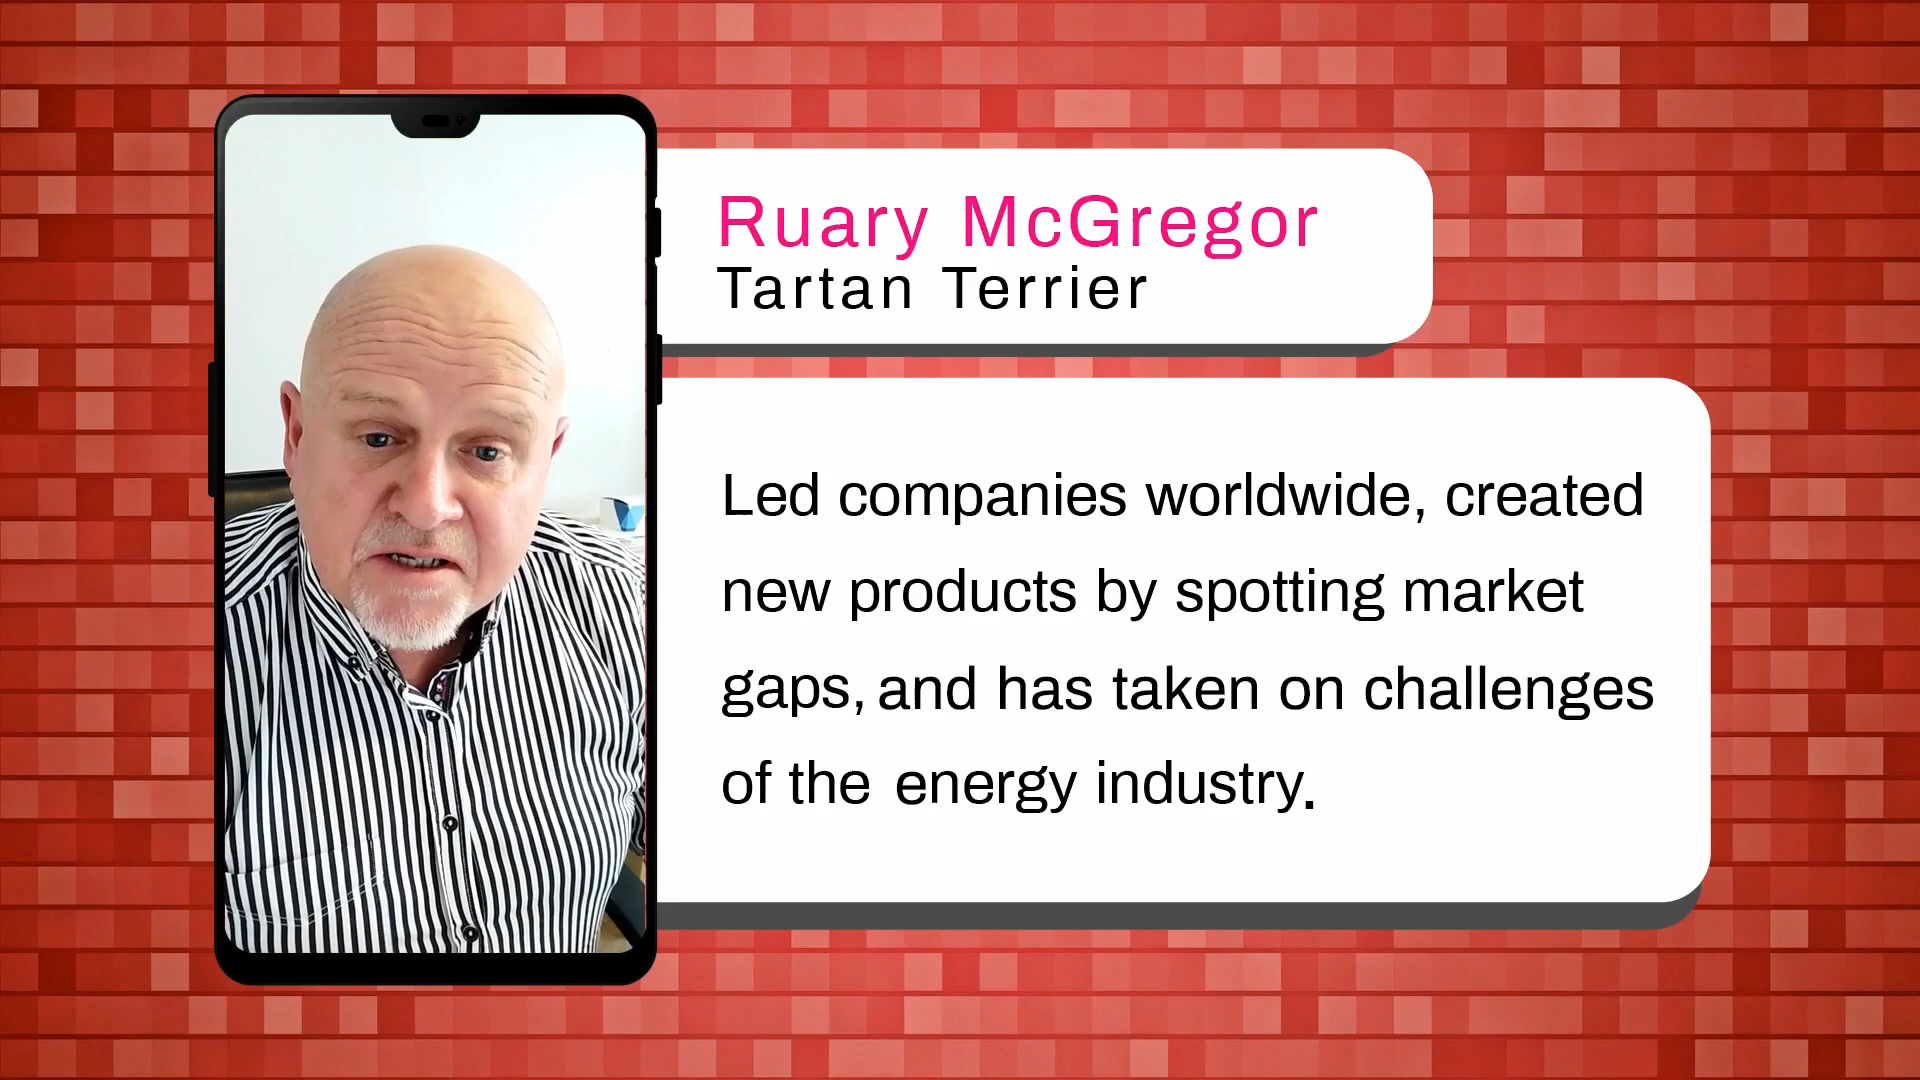 Ruary McGregor
Tartan Terrier
Led companies worldwide, created
new products by spotting market
gaps, and has taken on challenges
of the energy industry.